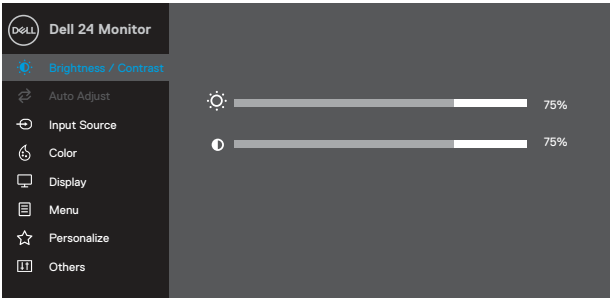 DELL Dell 24 Monitor
Brightness / Contrast
Auto Adjust
75%
Input Source
75%
Color
Display
Menu
Personalize
Others